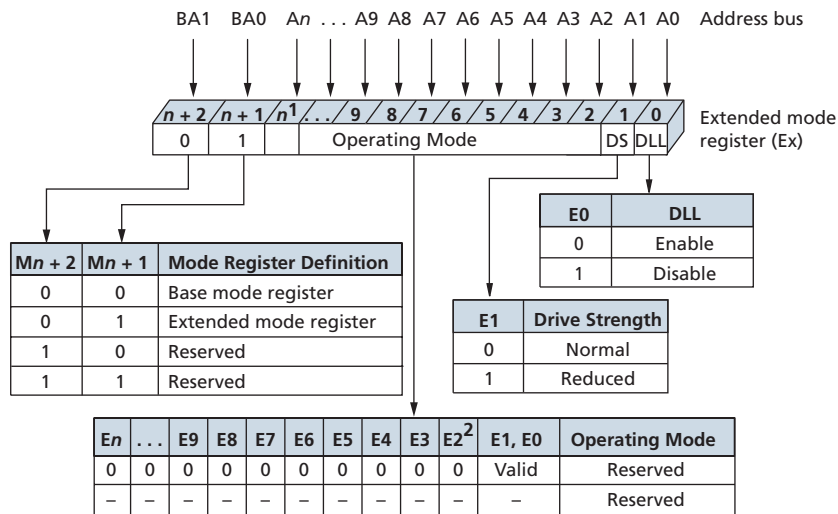 BA1 BA0 An . . . A9 A8 A7 A6 A5 A4 A3 A2 A1 A0 Address bus
n + 2 n + 1 n1 . . . 9 8 7 6 5 4 3 2 1 0
0 1 Operating Mode DS DLL
Extended mode
register (Ex)
E0 DLL
0 Enable
1 Disable
Mn + 2 Mn + 1 Mode Register Definition
0 0 Base mode register
0 1 Extended mode register
1 0 Reserved
1 1 Reserved
E1 Drive Strength
0 Normal
1 Reduced
En . . . E9 E8 E7 E6 E5 E4 E3 E2² E1, E0 Operating Mode
0 0 0 0 0 0 0 0 0 0 Valid Reserved
– – – – – – – – – – – Reserved